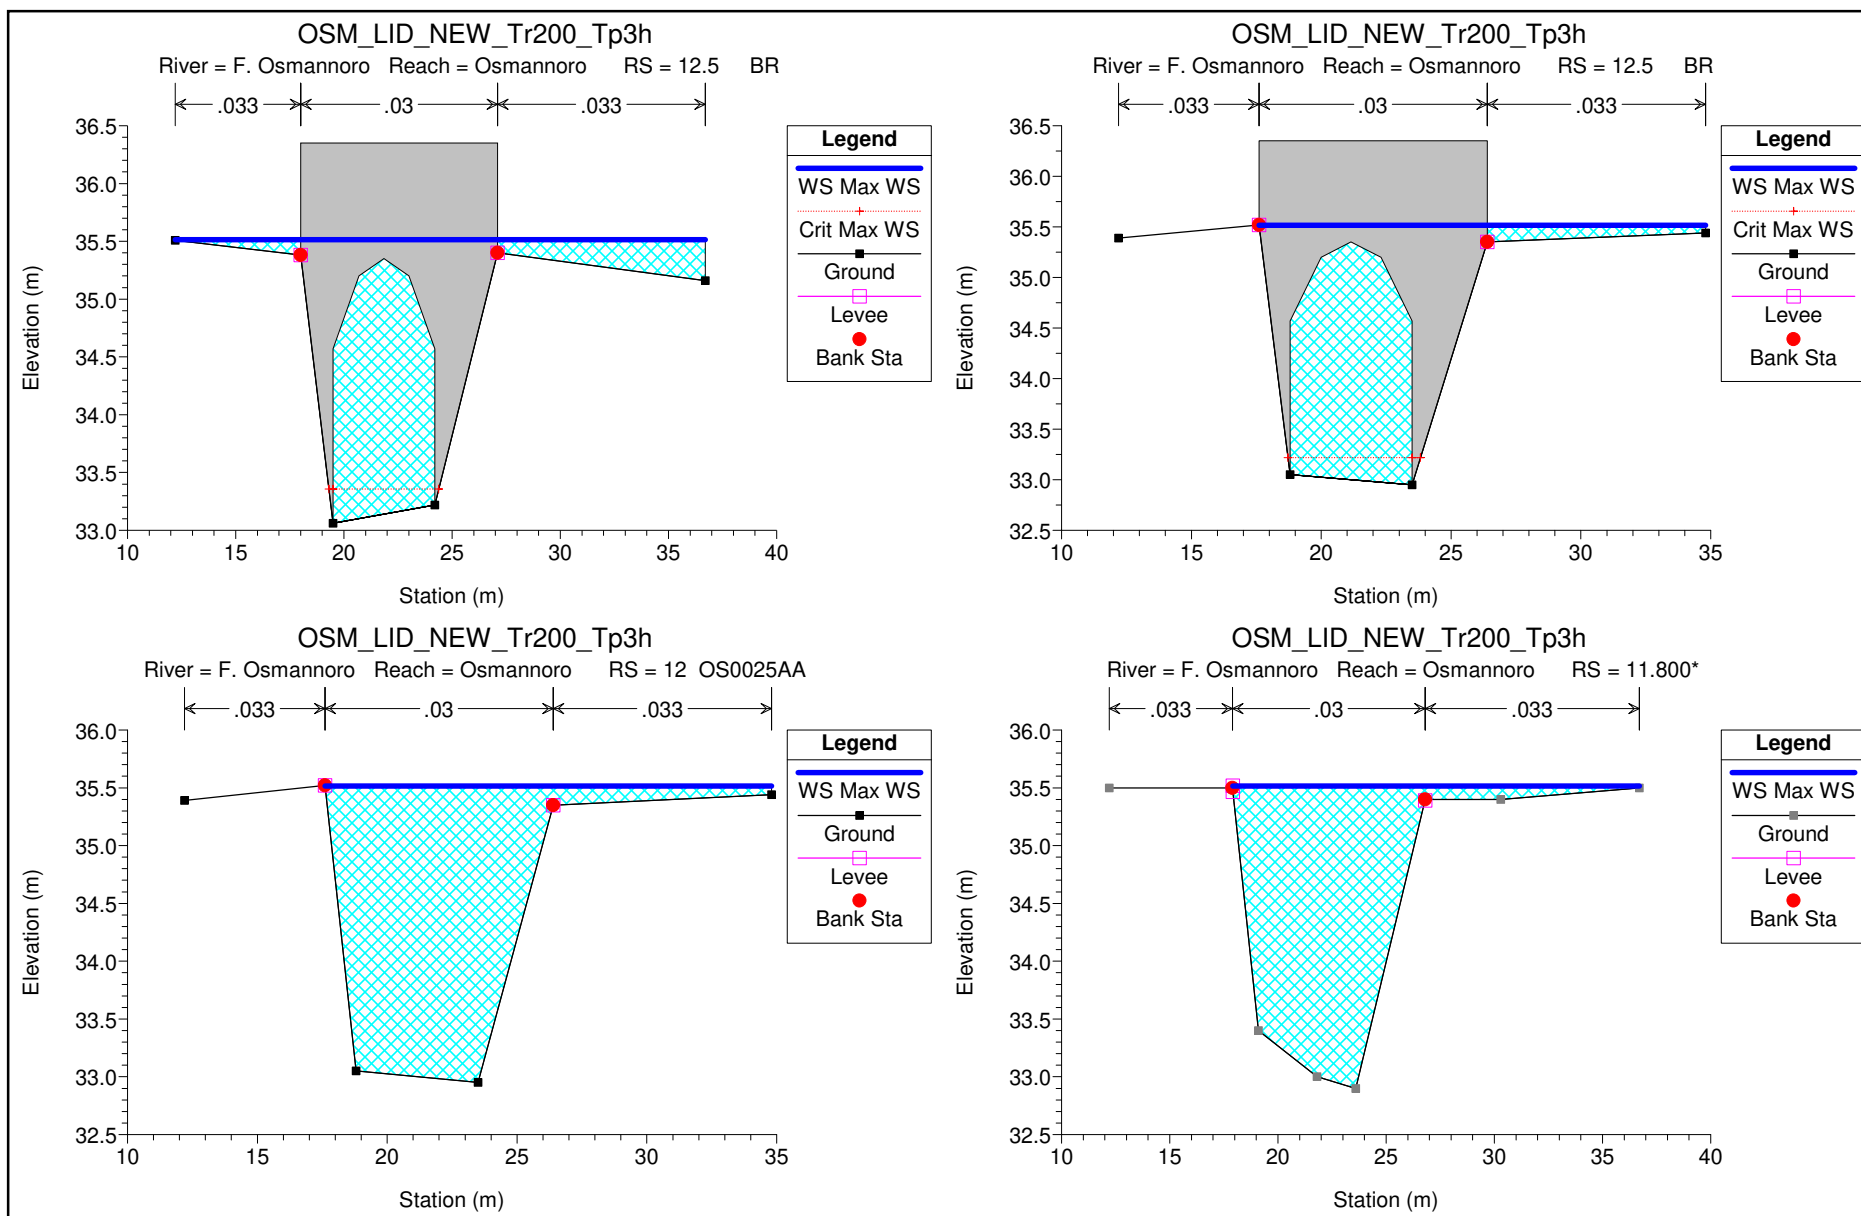 OSM_LID_NEW_Tr200_Tp3h
River = F. Osmannoro Reach = Osmannoro RS = 12.5 BR
.033 .03 .033
36.5
36.0
35.5
35.0
34.5
34.0
33.5
33.0
10 15 20 25 30 35 40
Station (m)
Elevation (m)
Legend
WS Max WS
Crit Max WS
Ground
Levee
Bank Sta
OSM_LID_NEW_Tr200_Tp3h
River = F. Osmannoro Reach = Osmannoro RS = 12.5 BR
.033 .03 .033
36.5
36.0
35.5
35.0
34.5
34.0
33.5
33.0
32.5
10 15 20 25 30 35
Station (m)
Elevation (m)
Legend
WS Max WS
Crit Max WS
Ground
Levee
Bank Sta
OSM_LID_NEW_Tr200_Tp3h
River = F. Osmannoro Reach = Osmannoro RS = 12 OS0025AA
.033 .03 .033
36.0
35.5
35.0
34.5
34.0
33.5
33.0
32.5
10 15 20 25 30 35
Station (m)
Elevation (m)
Legend
WS Max WS
Ground
Levee
Bank Sta
OSM_LID_NEW_Tr200_Tp3h
River = F. Osmannoro Reach = Osmannoro RS = 11.800*
.033 .03 .033
36.0
35.5
35.0
34.5
34.0
33.5
33.0
32.5
10 15 20 25 30 35 40
Station (m)
Elevation (m)
Legend
WS Max WS
Ground
Levee
Bank Sta